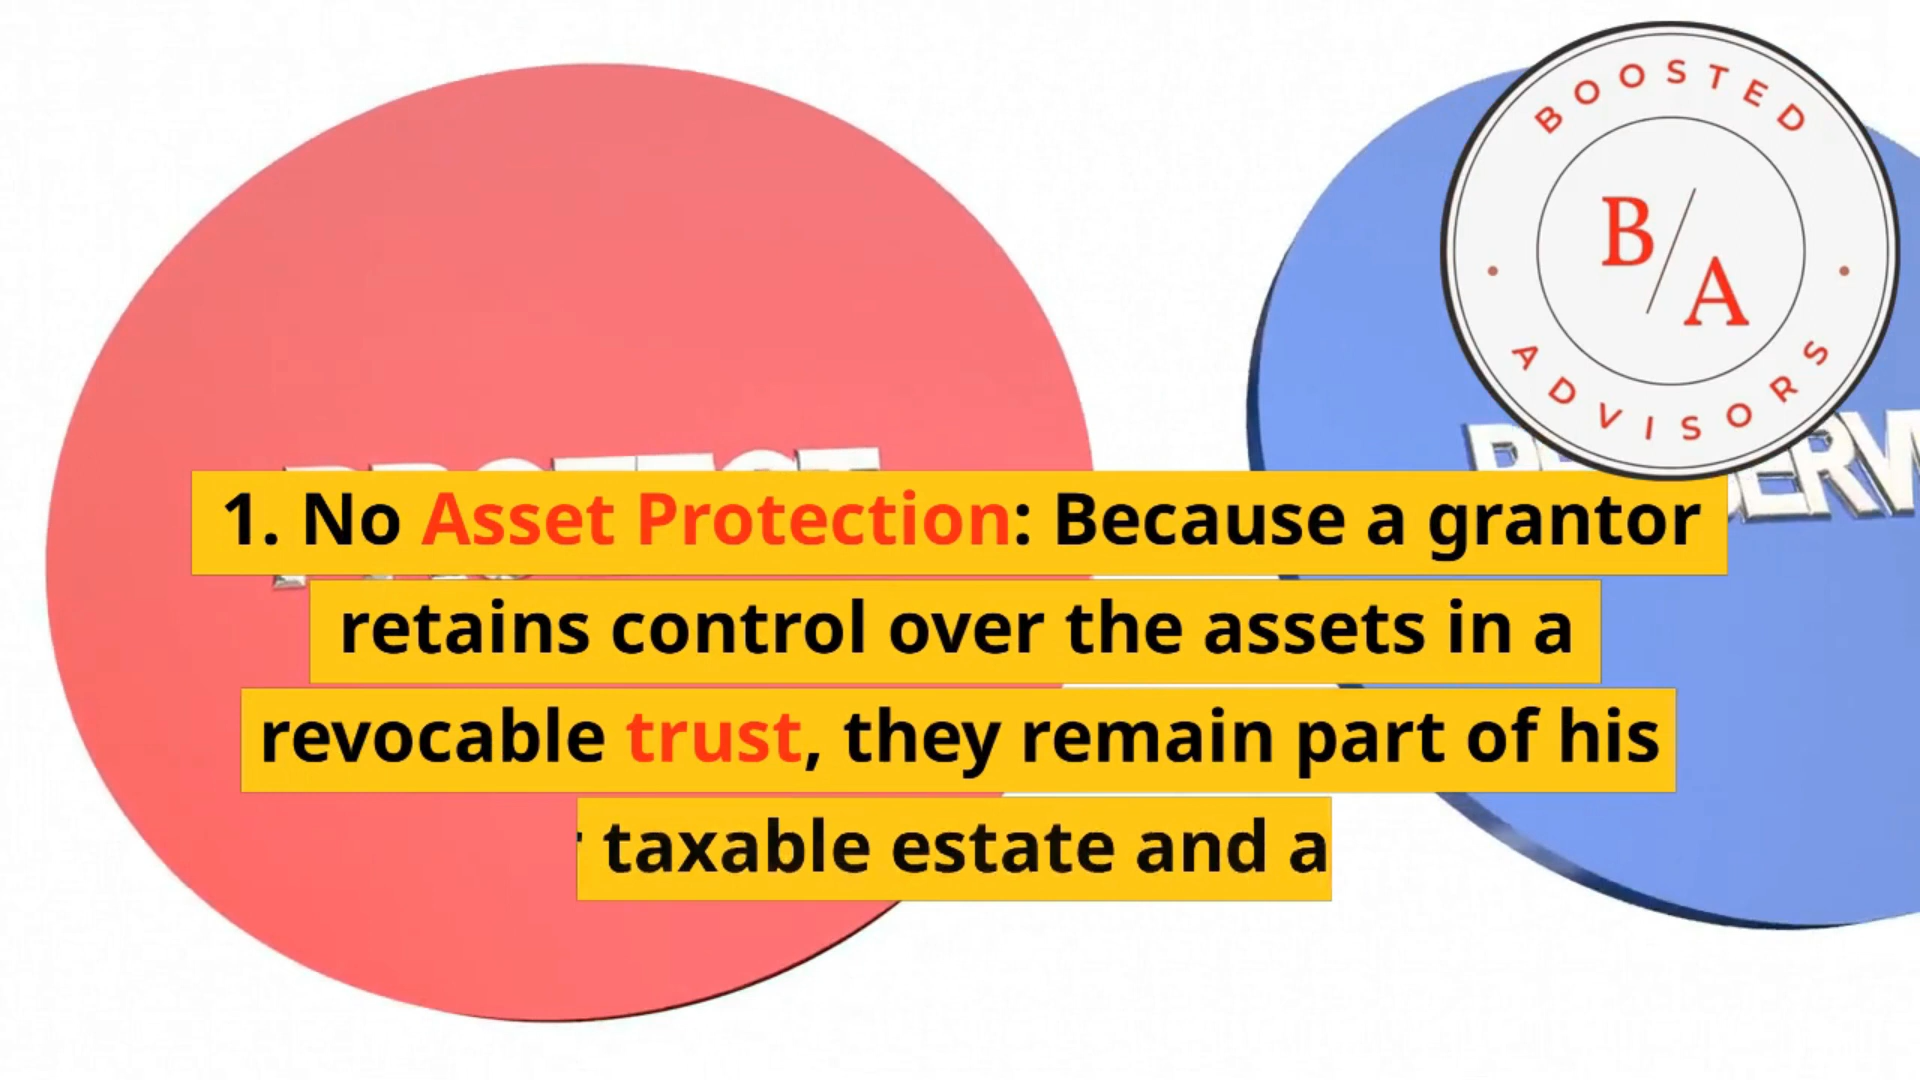 BOOSTED
B/A
ADVISORS
1. No Asset Protection: Because a grantor
retains control over the assets in a
revocable trust, they remain part of his
taxable estate and a